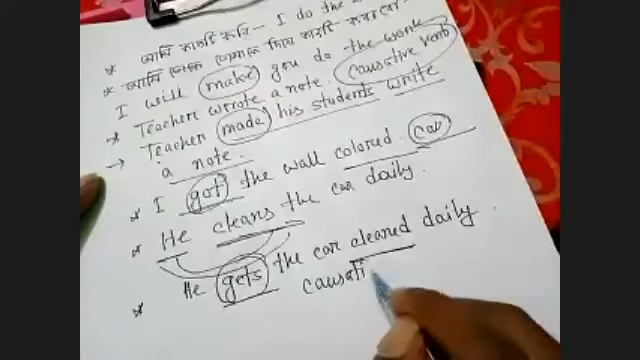 * আমি কাজটি করি – I do the
* আমি তোমাকে দিয়ে কাজটি করাবো
I will make you do the work
* Teacher wrote a note. causative verb
→ Teacher made his students write
a note.
* I got the wall colored. cau
* He cleans the car daily.
* He gets the car cleaned daily.
causati